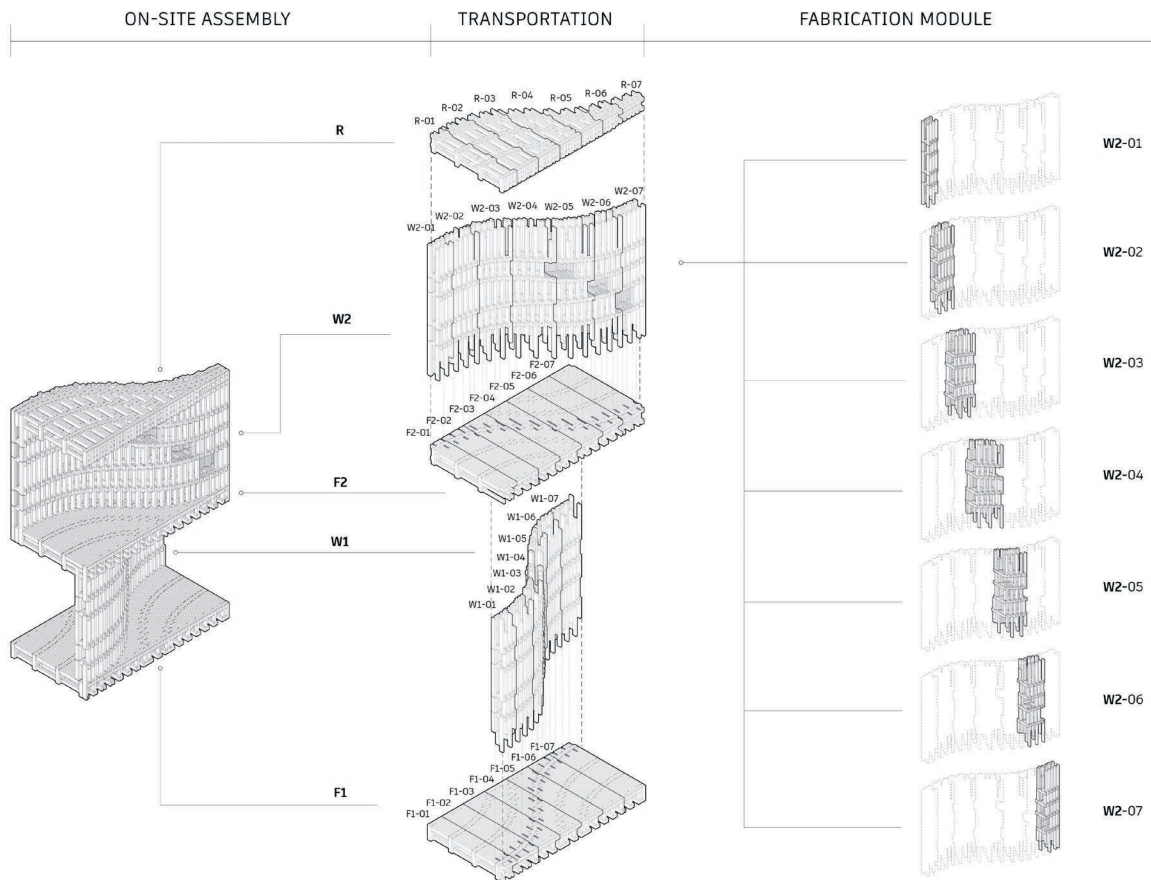 ON-SITE ASSEMBLY
TRANSPORTATION
FABRICATION MODULE
R
W2
F2
W1
F1
R-01
R-02
R-03
R-04
R-05
R-06
R-07
W2-01
W2-02
W2-03
W2-04
W2-05
W2-06
W2-07
F2-01
F2-02
F2-03
F2-04
F2-05
F2-06
F2-07
W1-01
W1-02
W1-03
W1-04
W1-05
W1-06
W1-07
F1-01
F1-02
F1-03
F1-04
F1-05
F1-06
F1-07
W2-01
W2-02
W2-03
W2-04
W2-05
W2-06
W2-07